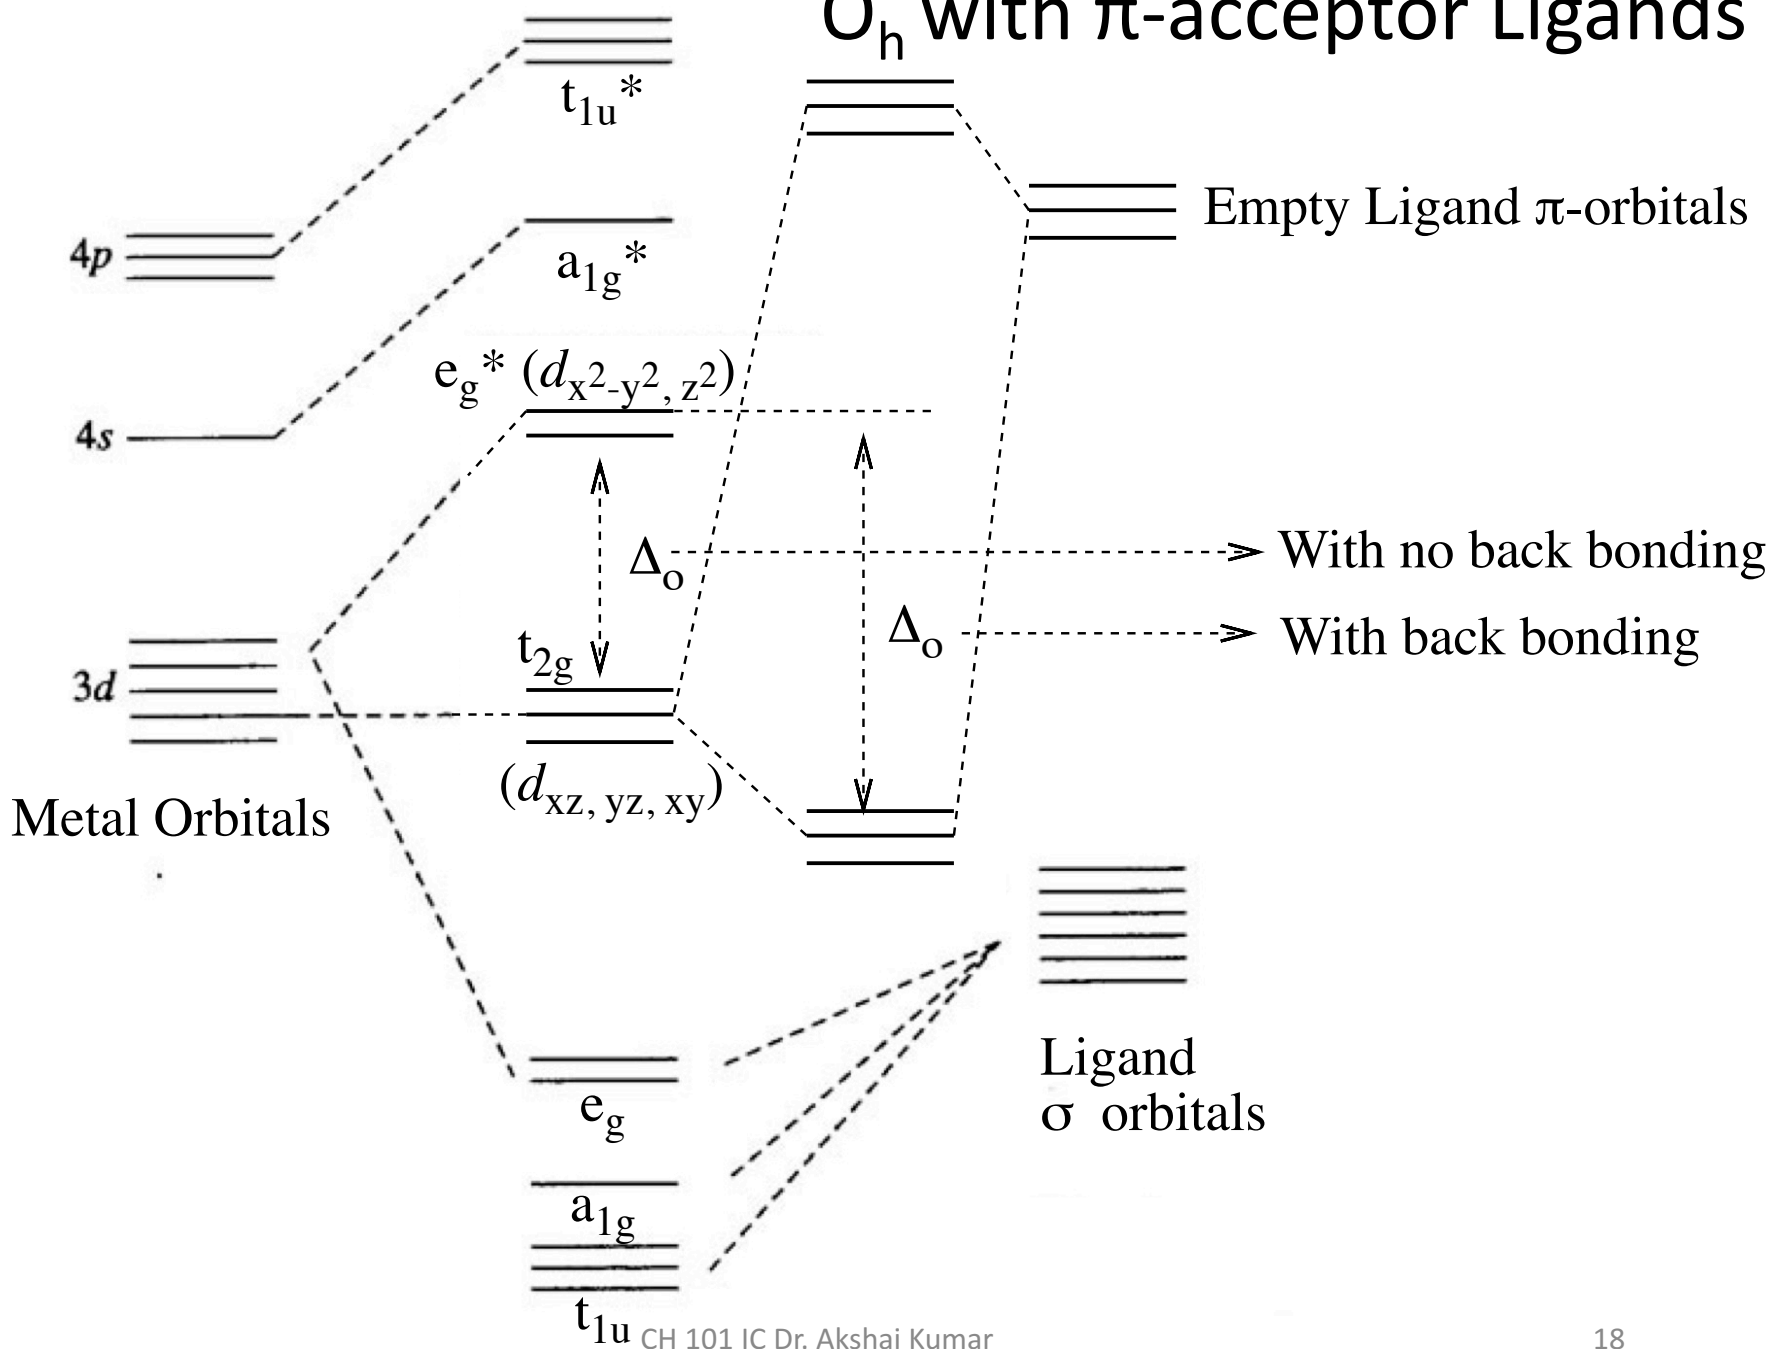 Oh with π-acceptor Ligands
t1u*
Empty Ligand π-orbitals
4p
a1g*
eg* (dx2-y2, z2)
4s
Δo
With no back bonding
Δo
With back bonding
t2g
3d
(dxz, yz, xy)
Metal Orbitals
Ligand
σ orbitals
eg
a1g
t1u
CH 101 IC Dr. Akshai Kumar
18